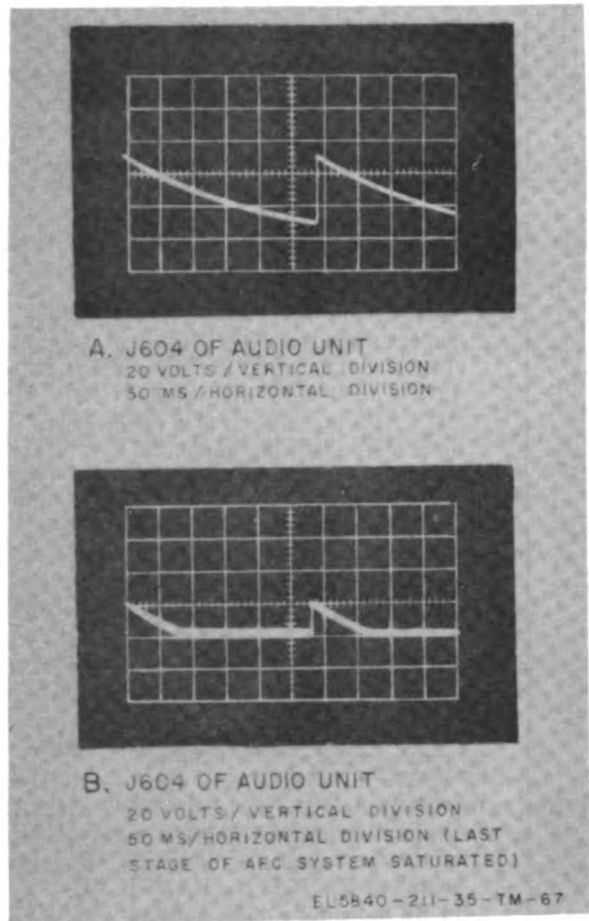 A. J604 OF AUDIO UNIT
20 VOLTS/VERTICAL DIVISION
50 MS/HORIZONTAL DIVISION
B. J604 OF AUDIO UNIT
20 VOLTS/VERTICAL DIVISION
50 MS/HORIZONTAL DIVISION (LAST
STAGE OF AFC SYSTEM SATURATED)
EL5840-211-35-TM-67